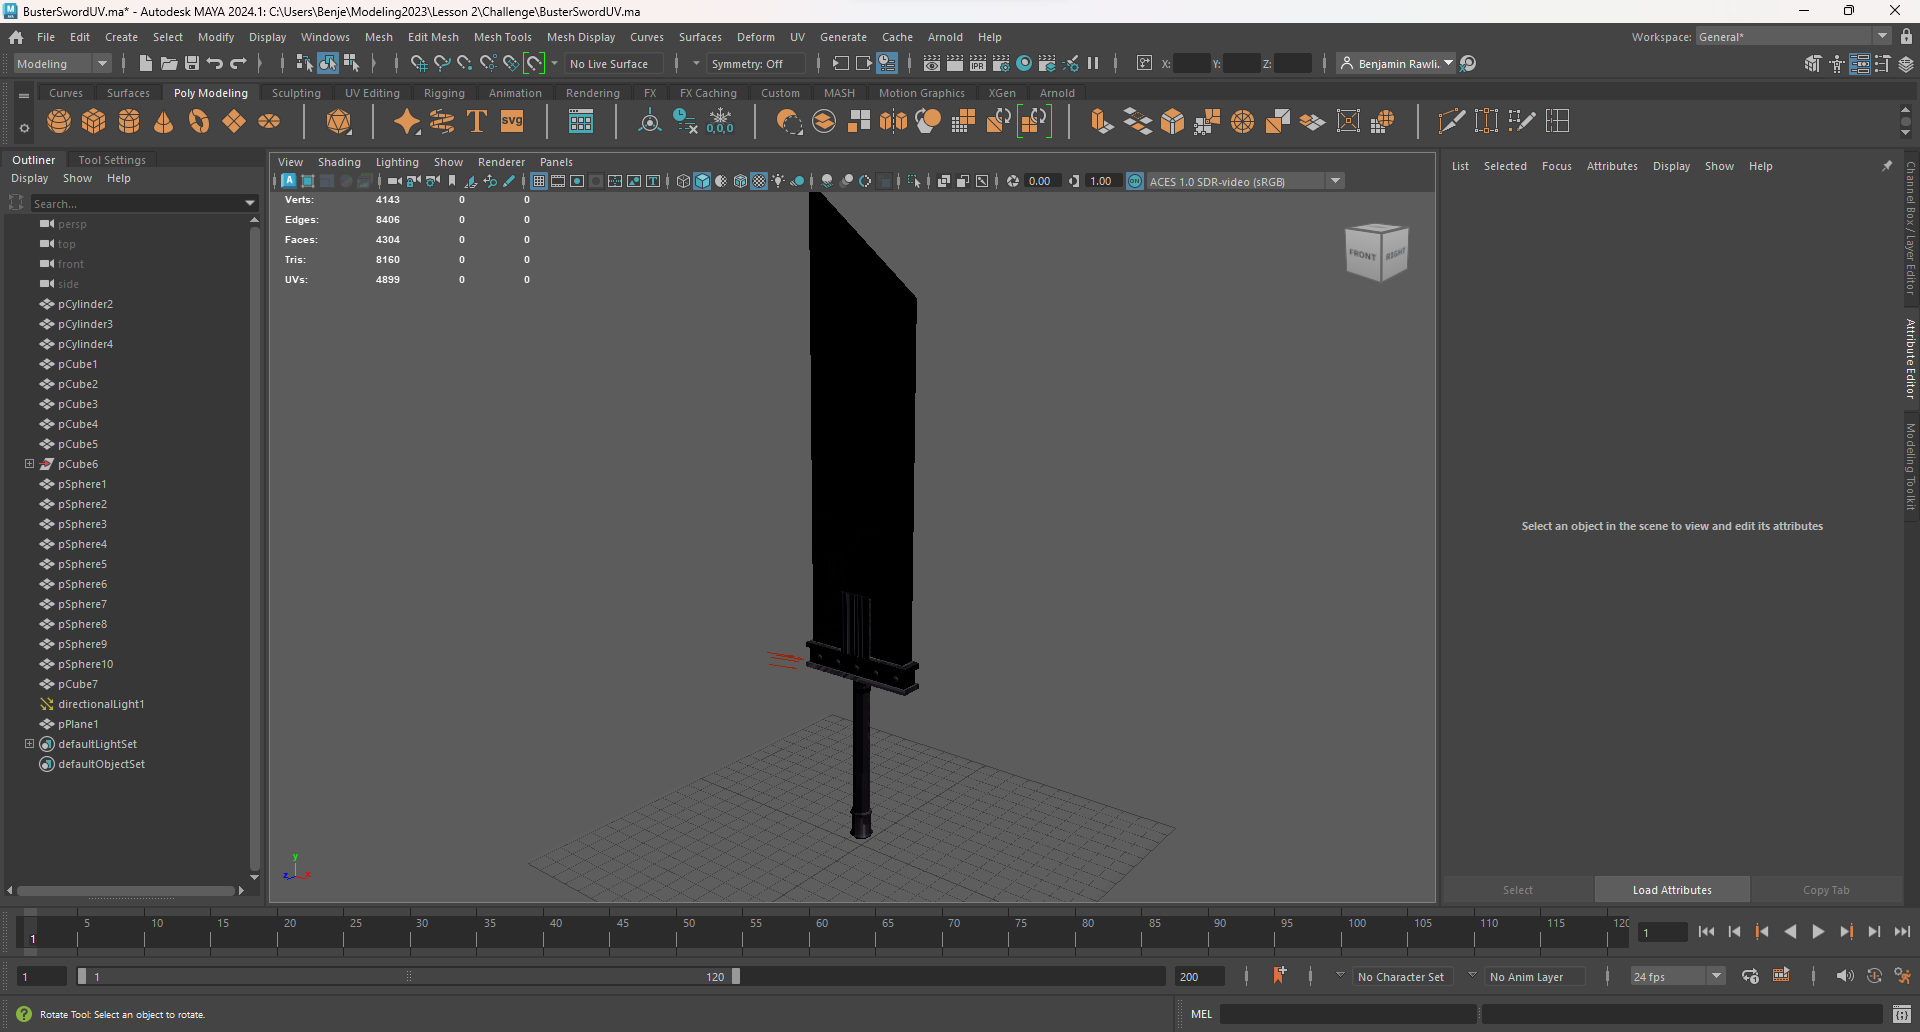 BusterSwordUV.ma* - Autodesk MAYA 2024.1: C:\Users\Benje\Modeling2023\Lesson 2\Challenge\BusterSwordUV.ma
File Edit Create Select Modify Display Windows Mesh Edit Mesh Mesh Tools Mesh Display Curves Surfaces Deform UV Generate Cache Arnold Help Workspace: General*
Modeling No Live Surface Symmetry: Off IPR X: Y: Z: Benjamin Rawli...
Curves Surfaces Poly Modeling Sculpting UV Editing Rigging Animation Rendering FX FX Caching Custom MASH Motion Graphics XGen Arnold
T svg 0,0,0
Outliner Tool Settings
Display Show Help
Search...
persp
top
front
side
pCylinder2
pCylinder3
pCylinder4
pCube1
pCube2
pCube3
pCube4
pCube5
pCube6
pSphere1
pSphere2
pSphere3
pSphere4
pSphere5
pSphere6
pSphere7
pSphere8
pSphere9
pSphere10
pCube7
directionalLight1
pPlane1
defaultLightSet
defaultObjectSet
View Shading Lighting Show Renderer Panels
0.00 1.00 ON ACES 1.0 SDR-video (sRGB)
Verts: 4143 0 0
Edges: 8406 0 0
Faces: 4304 0 0
Tris: 8160 0 0
UVs: 4899 0 0
FRONT RIGHT
y
z x
List Selected Focus Attributes Display Show Help
Select an object in the scene to view and edit its attributes
Select Load Attributes Copy Tab
Channel Box / Layer Editor
Attribute Editor
Modeling Toolkit
5 10 15 20 25 30 35 40 45 50 55 60 65 70 75 80 85 90 95 100 105 110 115 120
1 1
1 1 120 200 No Character Set No Anim Layer 24 fps
Rotate Tool: Select an object to rotate. MEL